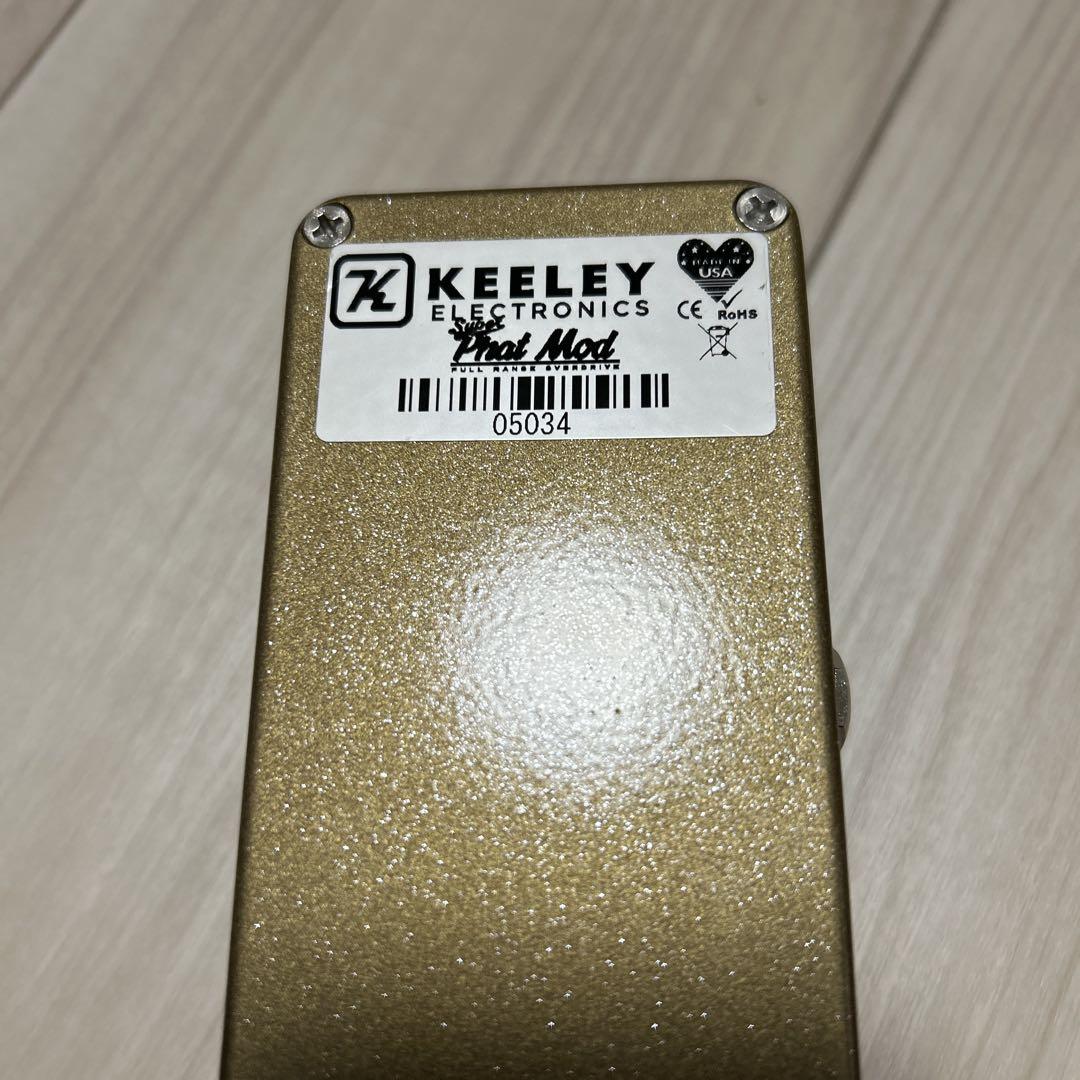 K
KEELEY
ELECTRONICS
MADE IN
USA
CE RoHS
Super
Phat Mod
FULL RANGE OVERDRIVE
05034